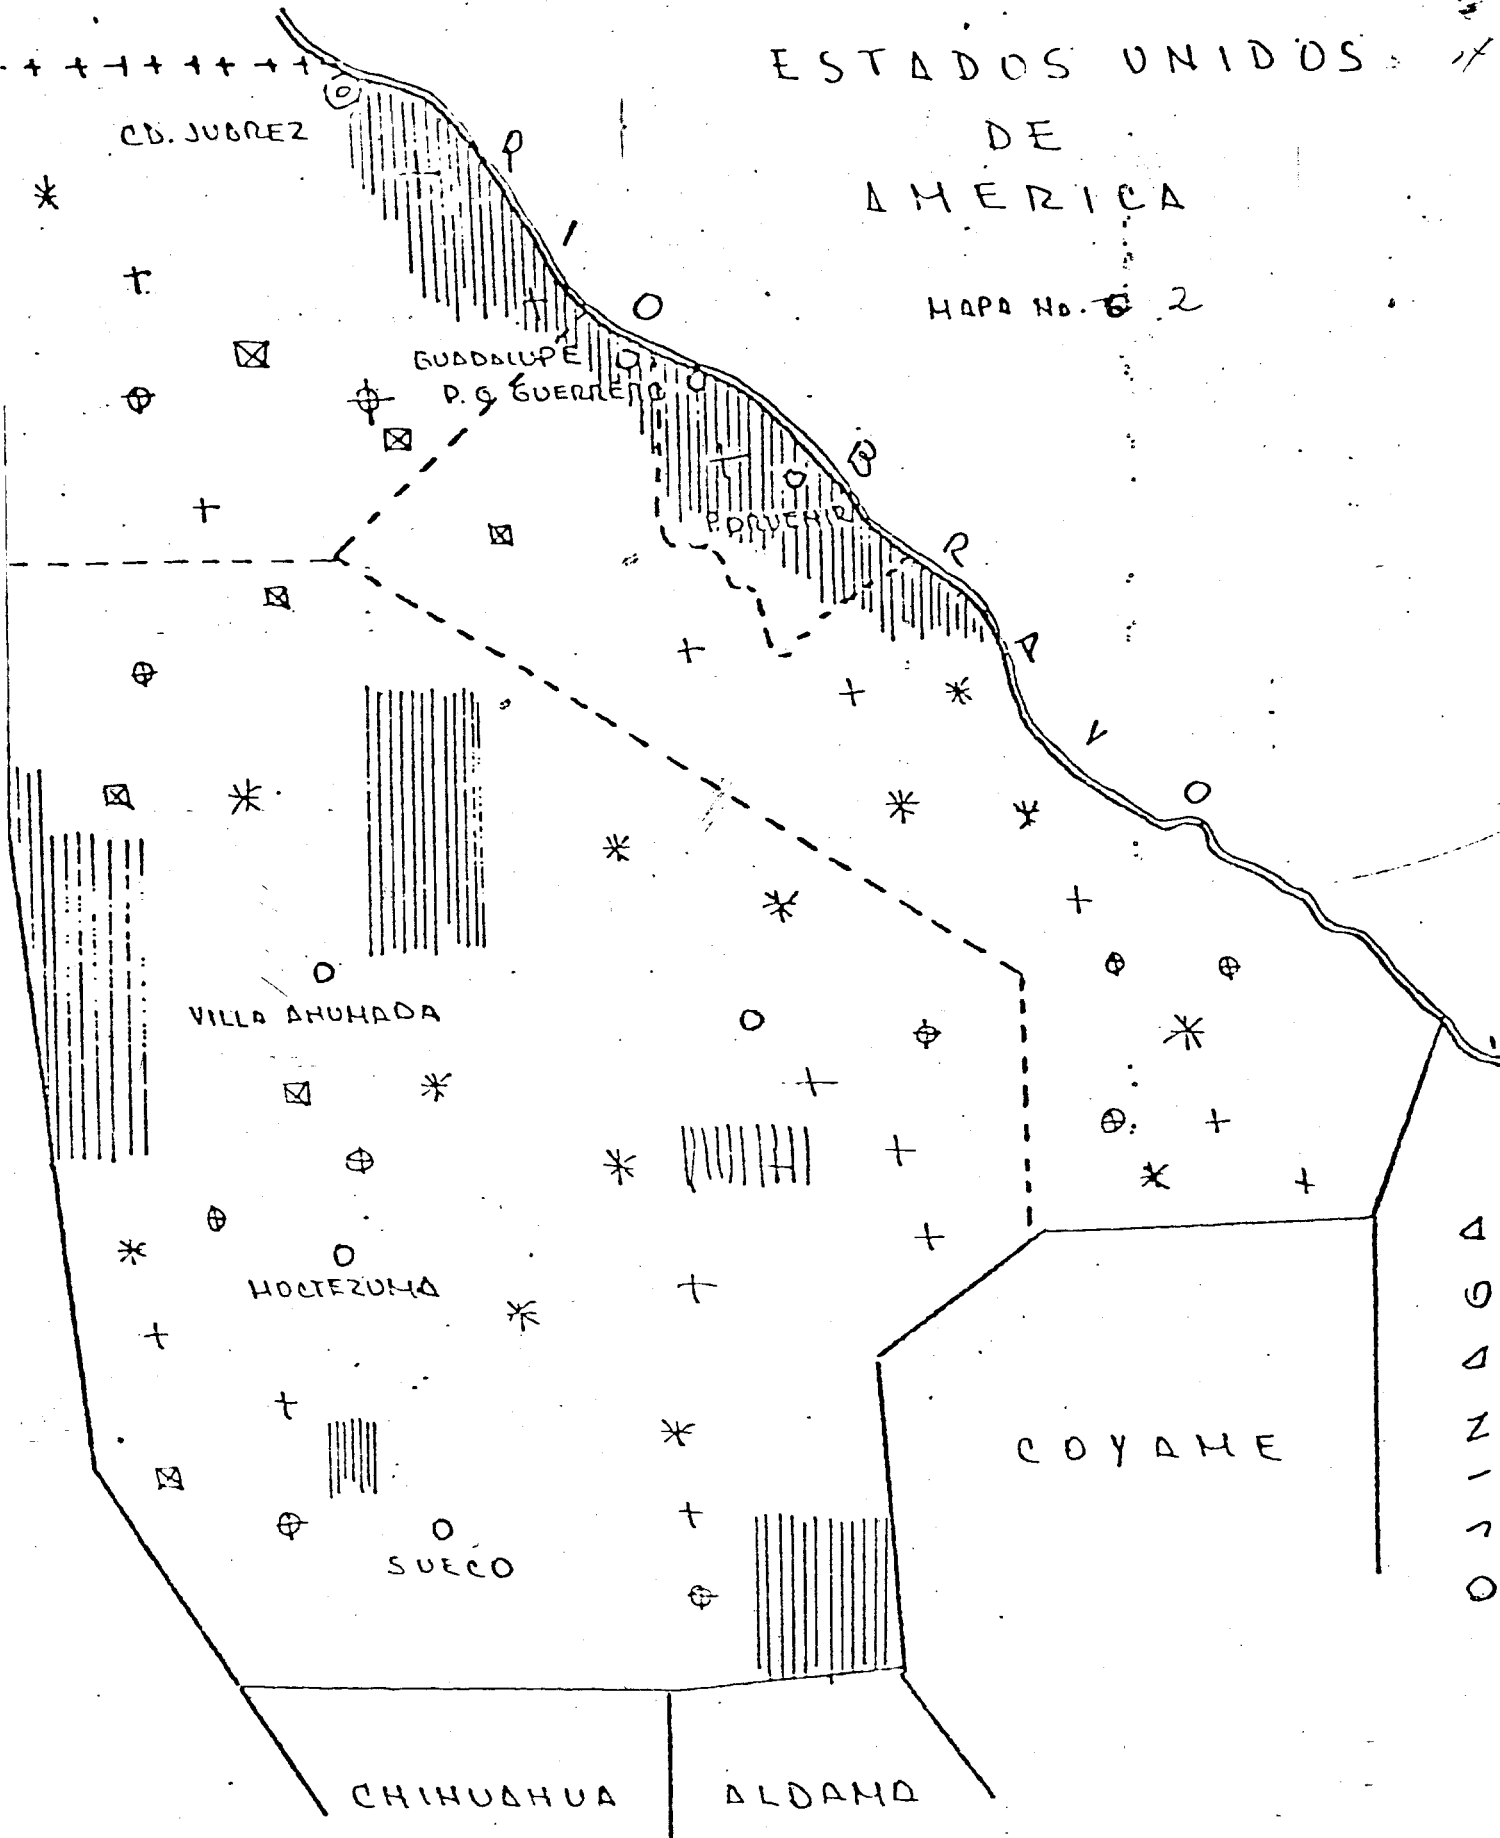 ESTADOS UNIDOS
DE
AMERICA
MAPA NO. 6 2
CD. JUAREZ
RIO BRAVO
GUADALUPE
P. G GUERRERO
PORVENIR
VILLA AHUMADA
MOCTEZUMA
SUECO
COYAME
OJINAGA
CHIHUAHUA
ALDAMA